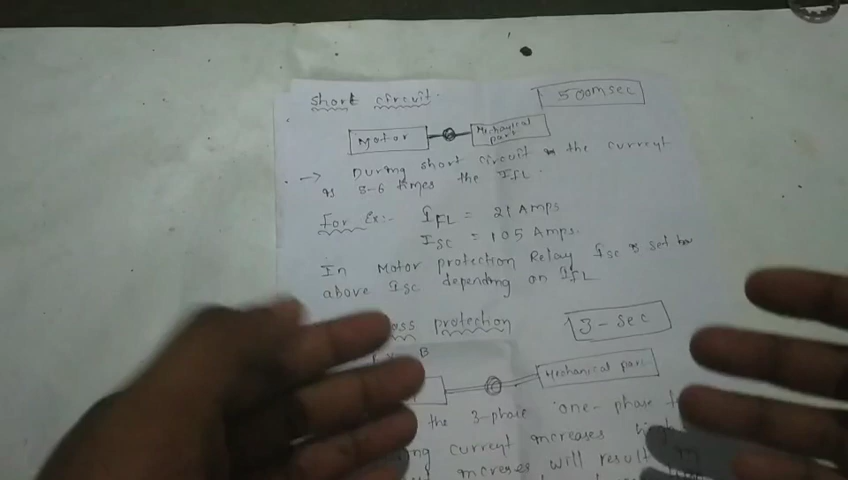 short circuit.
500msec
Motor
Mechanical part
→ During short circuit the current
is 5-6 times the IFL.
For Ex:- IFL = 21 Amps
ISC = 105 Amps.
In Motor protection Relay ISC is set
above ISC depending on IFL
protection
3-sec
B
Mechanical part
the 3-phase one-phase
current increases
will result in